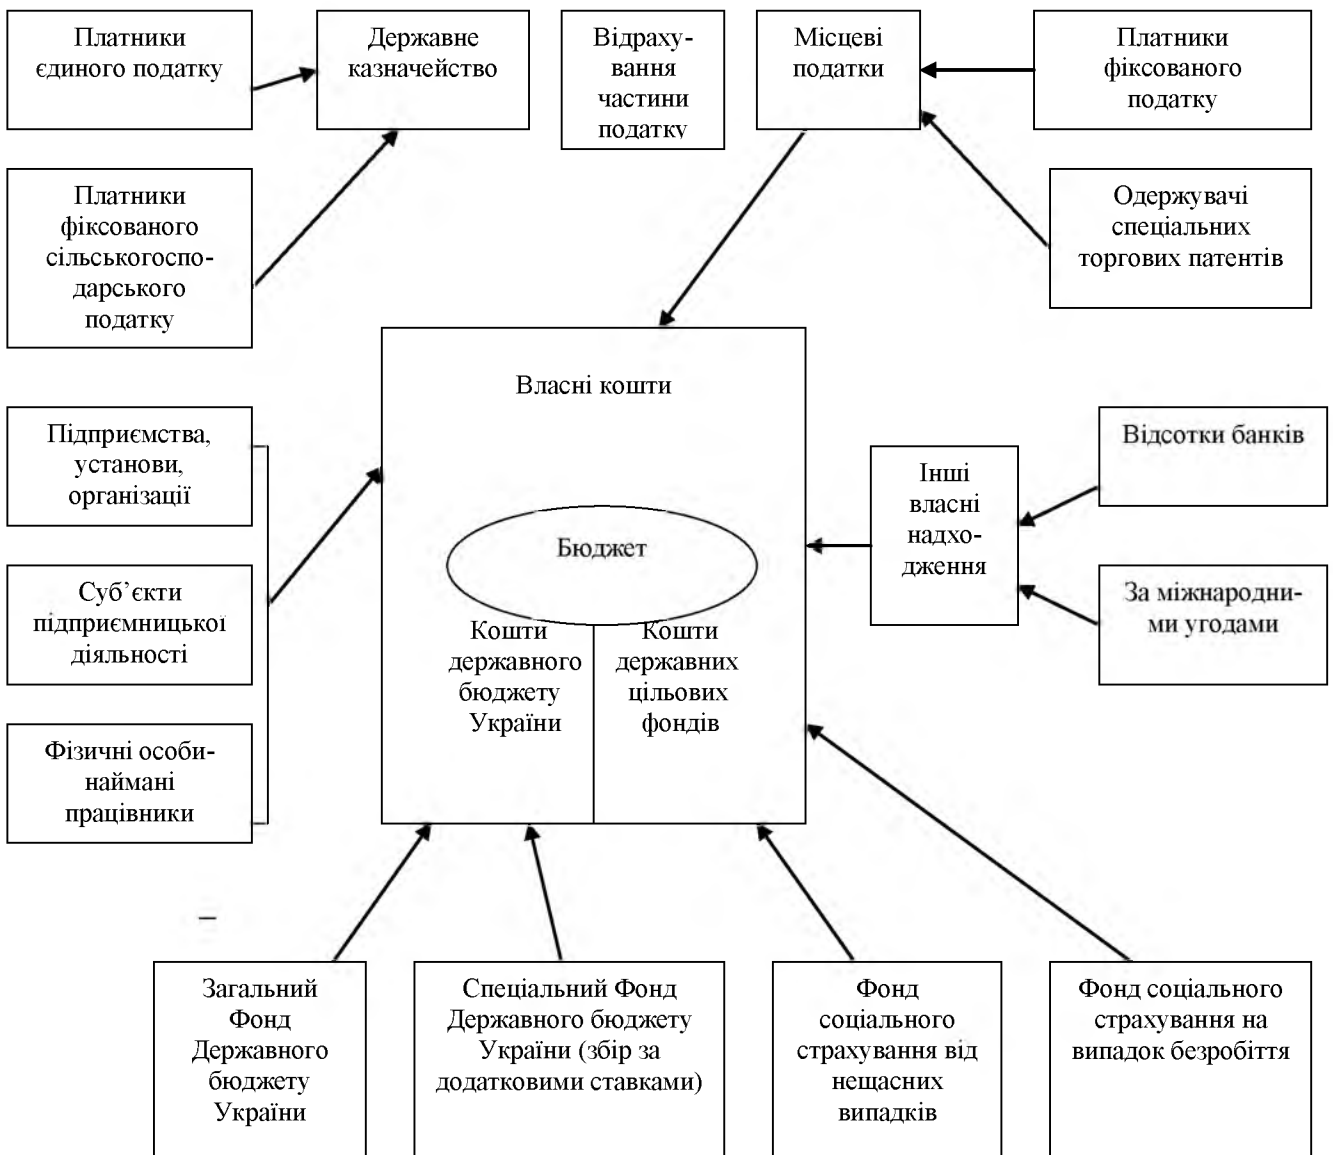 Платники
єдиного податку
Державне
казначейство
Відраху-
вання
частини
податку
Місцеві
податки
Платники
фіксованого
податку
Платники
фіксованого
сільськогоспо-
дарського
податку
Одержувачі
спеціальних
торгових патентів
Власні кошти
Підприємства,
установи,
організації
Суб’єкти
підприємницької
діяльності
Фізичні особи-
наймані
працівники
Бюджет
Кошти
державного
бюджету
України
Кошти
державних
цільових
фондів
Інші
власні
надхо-
дження
Відсотки банків
За міжнародни-
ми угодами
–
Загальний
Фонд
Державного
бюджету
України
Спеціальний Фонд
Державного бюджету
України (збір за
додатковими ставками)
Фонд
соціального
страхування від
нещасних
випадків
Фонд соціального
страхування на
випадок безробіття